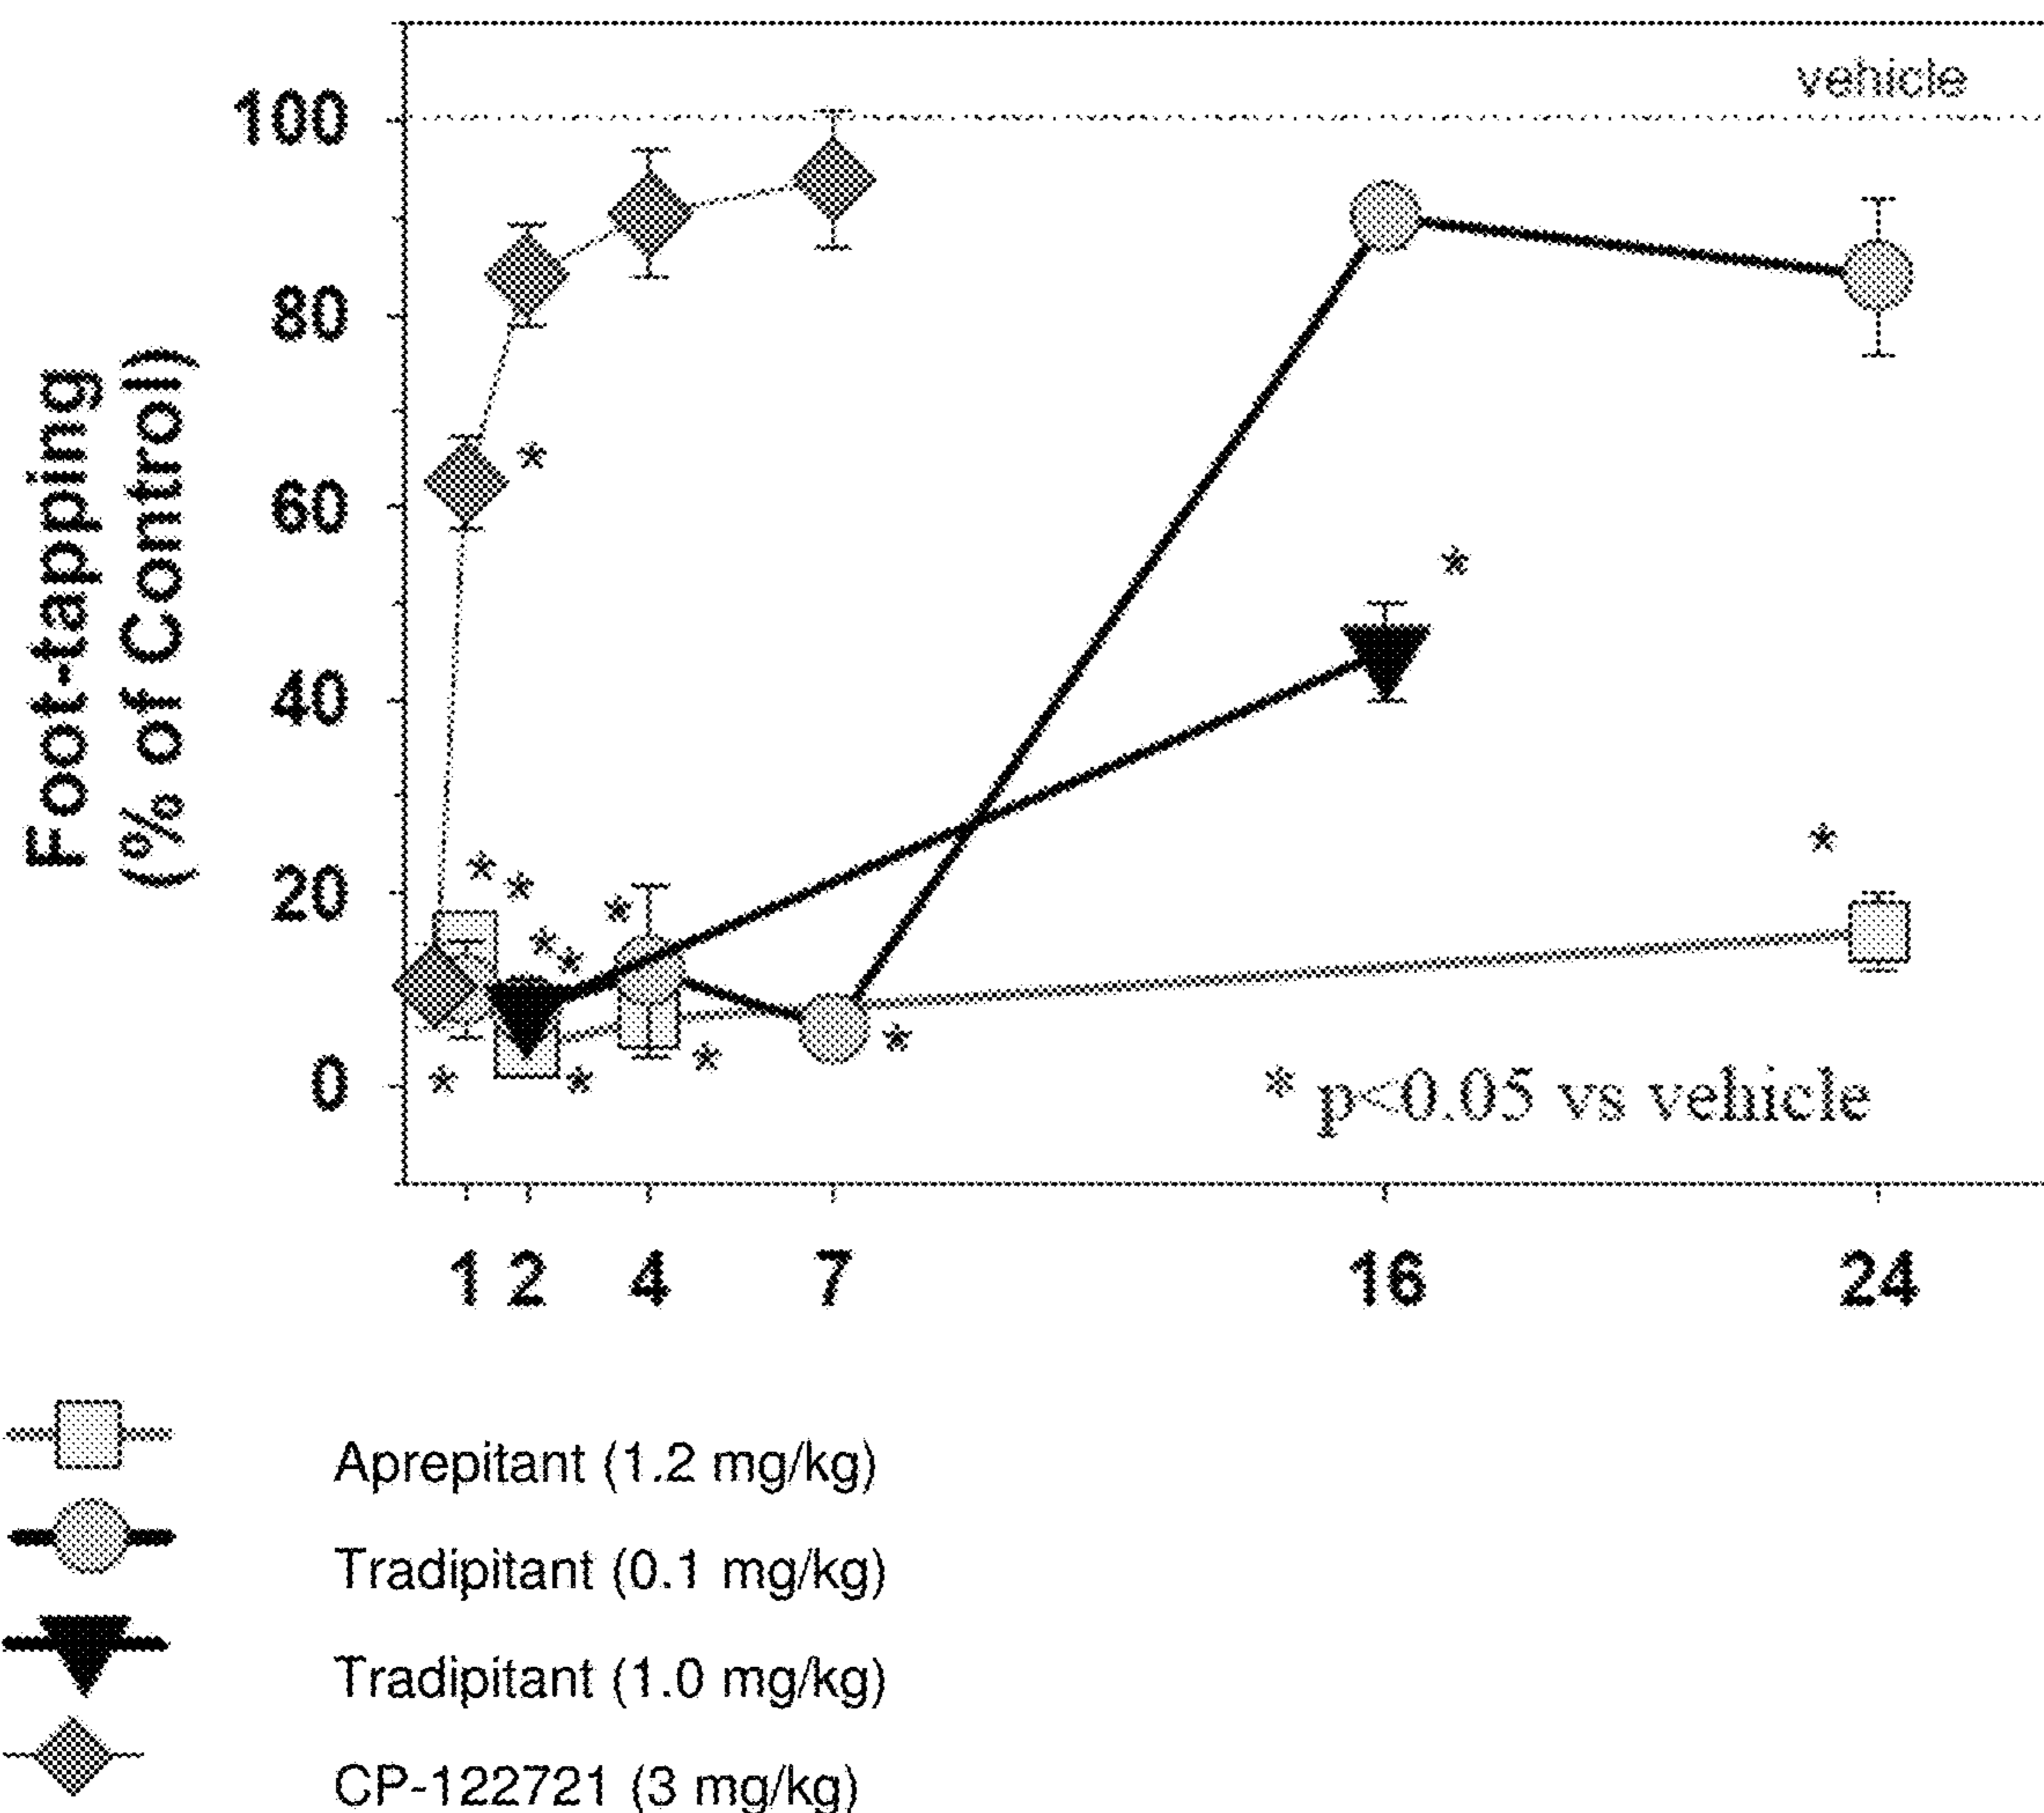 Foot-tapping
(% of Control)
100
80
60
40
20
0
vehicle
*
*
*
*
*
*
*
*
*
*
*
*
* p<0.05 vs vehicle
1 2 4 7 16 24
Aprepitant (1.2 mg/kg)
Tradipitant (0.1 mg/kg)
Tradipitant (1.0 mg/kg)
CP-122721 (3 mg/kg)